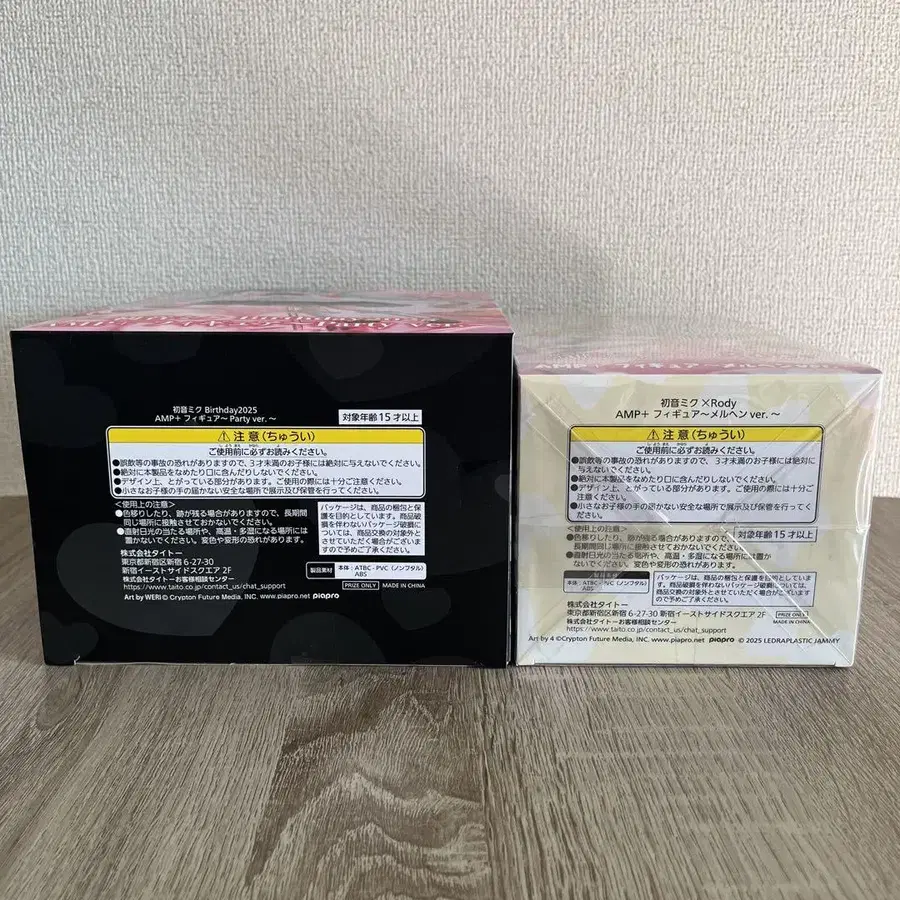 Party ver.
初音ミク Birthday2025
AMP+ フィギュア~ Party ver. ~
対象年齢15才以上
⚠注意(ちゅうい)
ご使用前に必ずお読みください。
●誤飲等の事故の恐れがありますので、3才未満のお子様には絶対に与えないでください。
●絶対に本製品をなめたり口に含んだりしないでください。
●デザイン上、とがっている部分があります。ご使用の際には十分ご注意ください。
●小さなお子様の手の届かない安全な場所で展示及び保管を行ってください。
<使用上の注意>
●色移りしたり、跡が残る場合がありますので、長期間
同じ場所に接触させておかないでください。
●直射日光の当たる場所や、高温・多湿になる場所には
置かないでください。変色や変形の恐れがあります。
パッケージは、商品の梱包と保
護を目的としています。商品破
損を伴わないパッケージ破損に
ついては、商品交換の対象外と
させていただく場合がございま
すので予めご了承ください。
株式会社タイトー
東京都新宿区新宿 6-27-30
新宿イーストサイドスクエア 2F
株式会社タイトーお客様相談センター
https://www.taito.co.jp/contact_us/chat_support
製品素材
本体:ATBC-PVC(ノンフタル)
ABS
PRIZE ONLY
MADE IN CHINA
Art by WERI © Crypton Future Media, INC. www.piapro.net piapro
AMP+ フィギュア~メルヘンver.
初音ミク ×Rody
AMP+ フィギュア~メルヘン ver. ~
⚠注意(ちゅうい)
ご使用前に必ずお読みください。
●誤飲等の事故の恐れがありますので、3才未満のお子様には絶対に
与えないでください。
●絶対に本製品をなめたり口に含んだりしないでください。
●デザイン上、とがっている部分があります。ご使用の際には十分ご
注意ください。
●小さなお子様の手の届かない安全な場所で展示及び保管を行ってく
ださい。
<使用上の注意>
●色移りしたり、跡が残る場合がありますので、
長期間同じ場所に接触させておかないでください。
●直射日光の当たる場所や、高温・多湿になる場所には置か
ないでください。変色や変形の恐れがあります。
対象年齢15才以上
本体:ATBC-PVC(ノンフタル)
ABS
パッケージは、商品の梱包と保護を目的としていま
す。商品破損を伴わないパッケージ破損については、
商品交換の対象外とさせていただく場合がございます
ので予めご了承ください。
株式会社タイトー
東京都新宿区新宿 6-27-30 新宿イーストサイドスクエア 2F
https://www.taito.co.jp/contact_us/chat_support
PRIZE ONLY
MADE IN CHINA
Art by 4 ©Crypton Future Media, INC. www.piapro.net piapro © 2025 LEDRAPLASTIC JAMMY